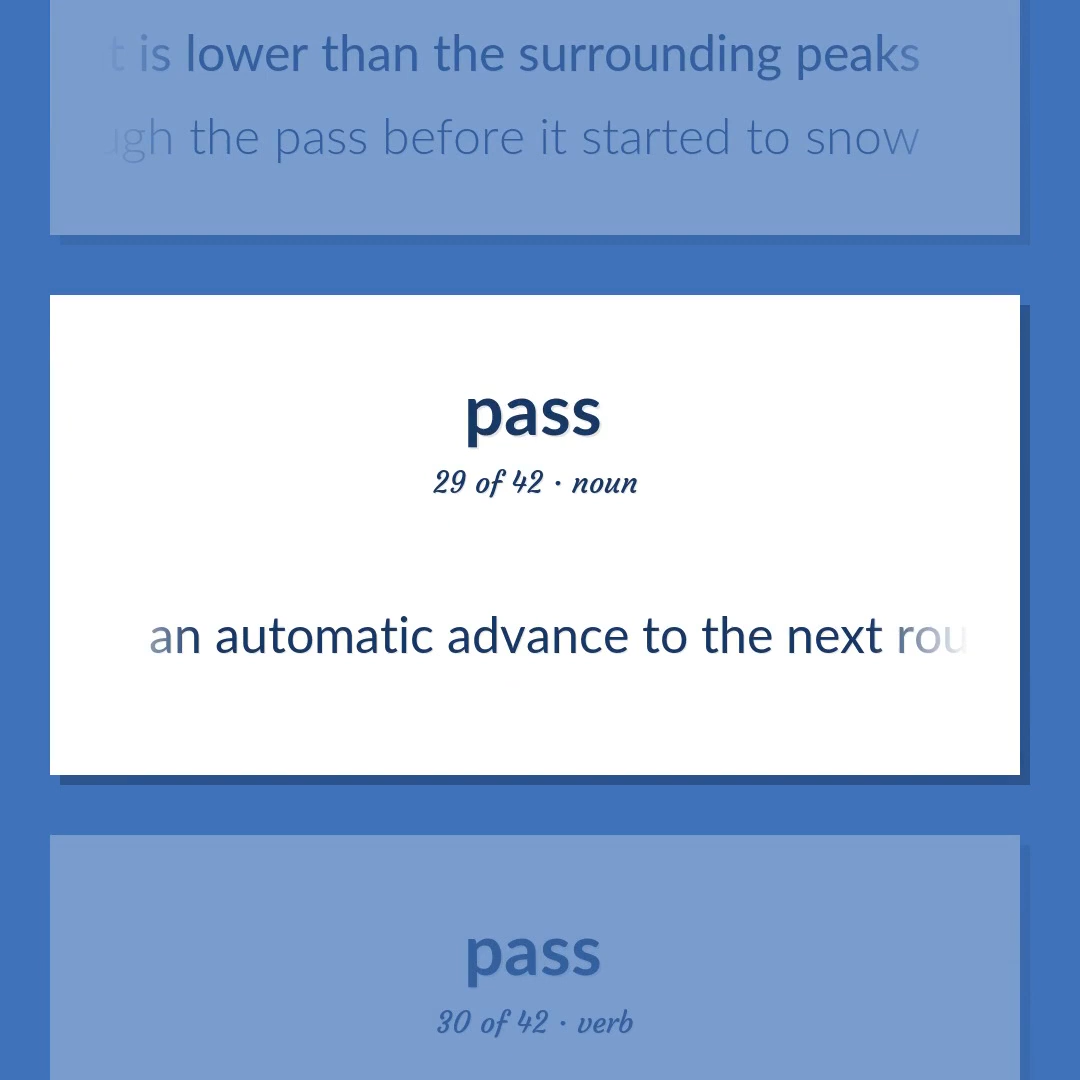 is lower than the surrounding peaks
the pass before it started to snow
pass
29 of 42 · noun
an automatic advance to the next rou
pass
30 of 42 · verb